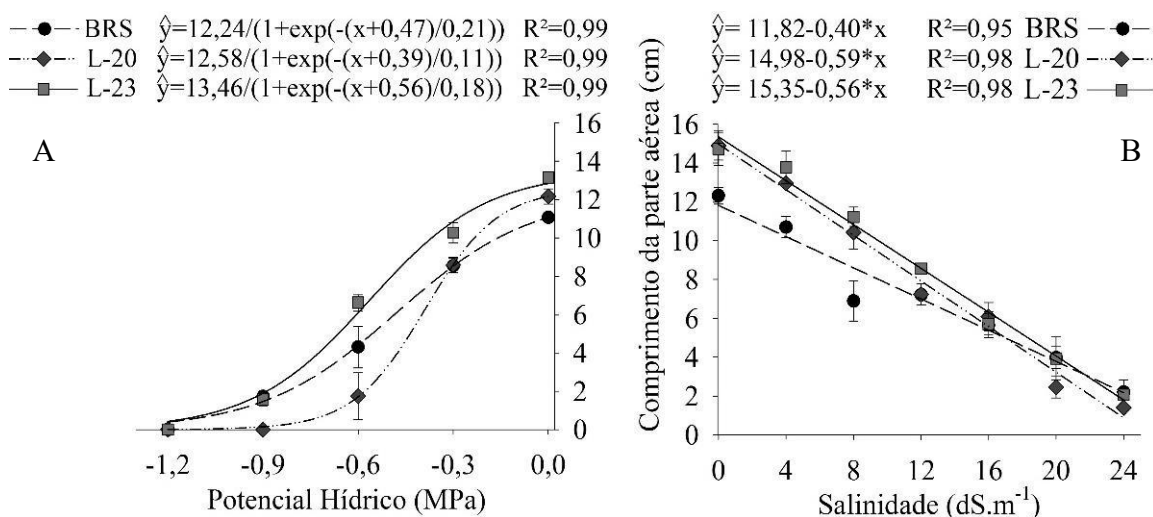 BRS ŷ=12,24/(1+exp(-(x+0,47)/0,21)) R²=0,99
L-20 ŷ=12,58/(1+exp(-(x+0,39)/0,11)) R²=0,99
L-23 ŷ=13,46/(1+exp(-(x+0,56)/0,18)) R²=0,99
A
16
14
12
10
8
6
4
2
0
-1,2 -0,9 -0,6 -0,3 0,0
Potencial Hídrico (MPa)
ŷ= 11,82-0,40*x R²=0,95 BRS
ŷ= 14,98-0,59*x R²=0,98 L-20
ŷ= 15,35-0,56*x R²=0,98 L-23
B
Comprimento da parte aérea (cm)
16
14
12
10
8
6
4
2
0
0 4 8 12 16 20 24
Salinidade (dS.m⁻¹)